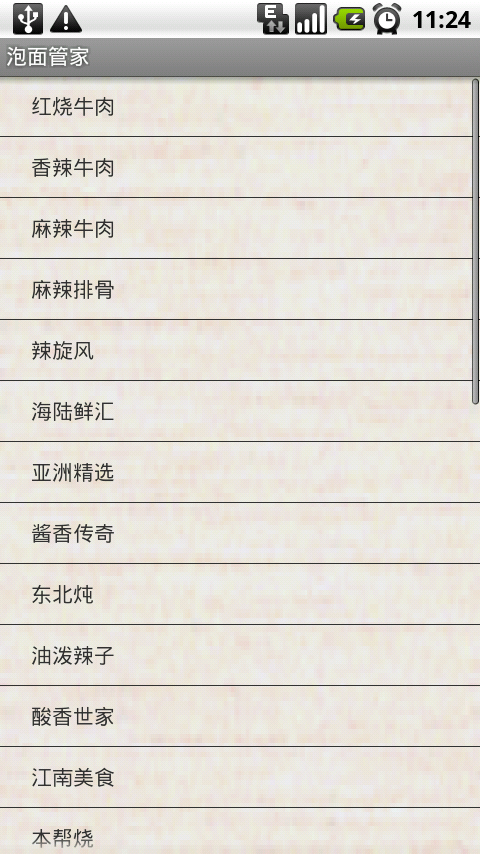 11:24
泡面管家
红烧牛肉
香辣牛肉
麻辣牛肉
麻辣排骨
辣旋风
海陆鲜汇
亚洲精选
酱香传奇
东北炖
油泼辣子
酸香世家
江南美食
本帮烧